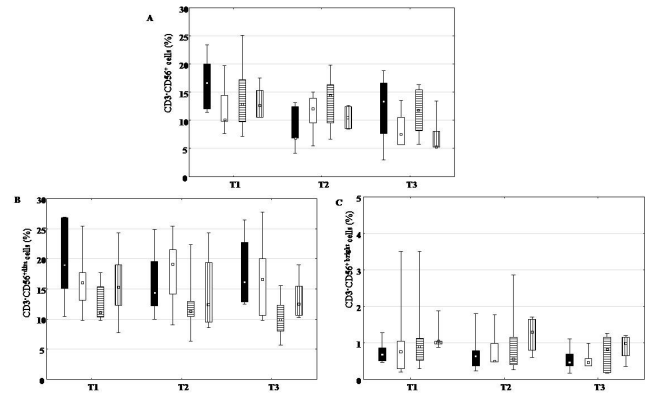 A
CD3⁺CD56⁺ cells (%)
30
25
20
15
10
5
0
T1 T2 T3
B
CD3⁻CD56⁺ᵈⁱᵐ cells (%)
30
25
20
15
10
5
0
T1 T2 T3
C
CD3⁻CD56⁺ ᵇʳⁱᵍʰᵗ cells (%)
5
4
3
2
1
0
T1 T2 T3